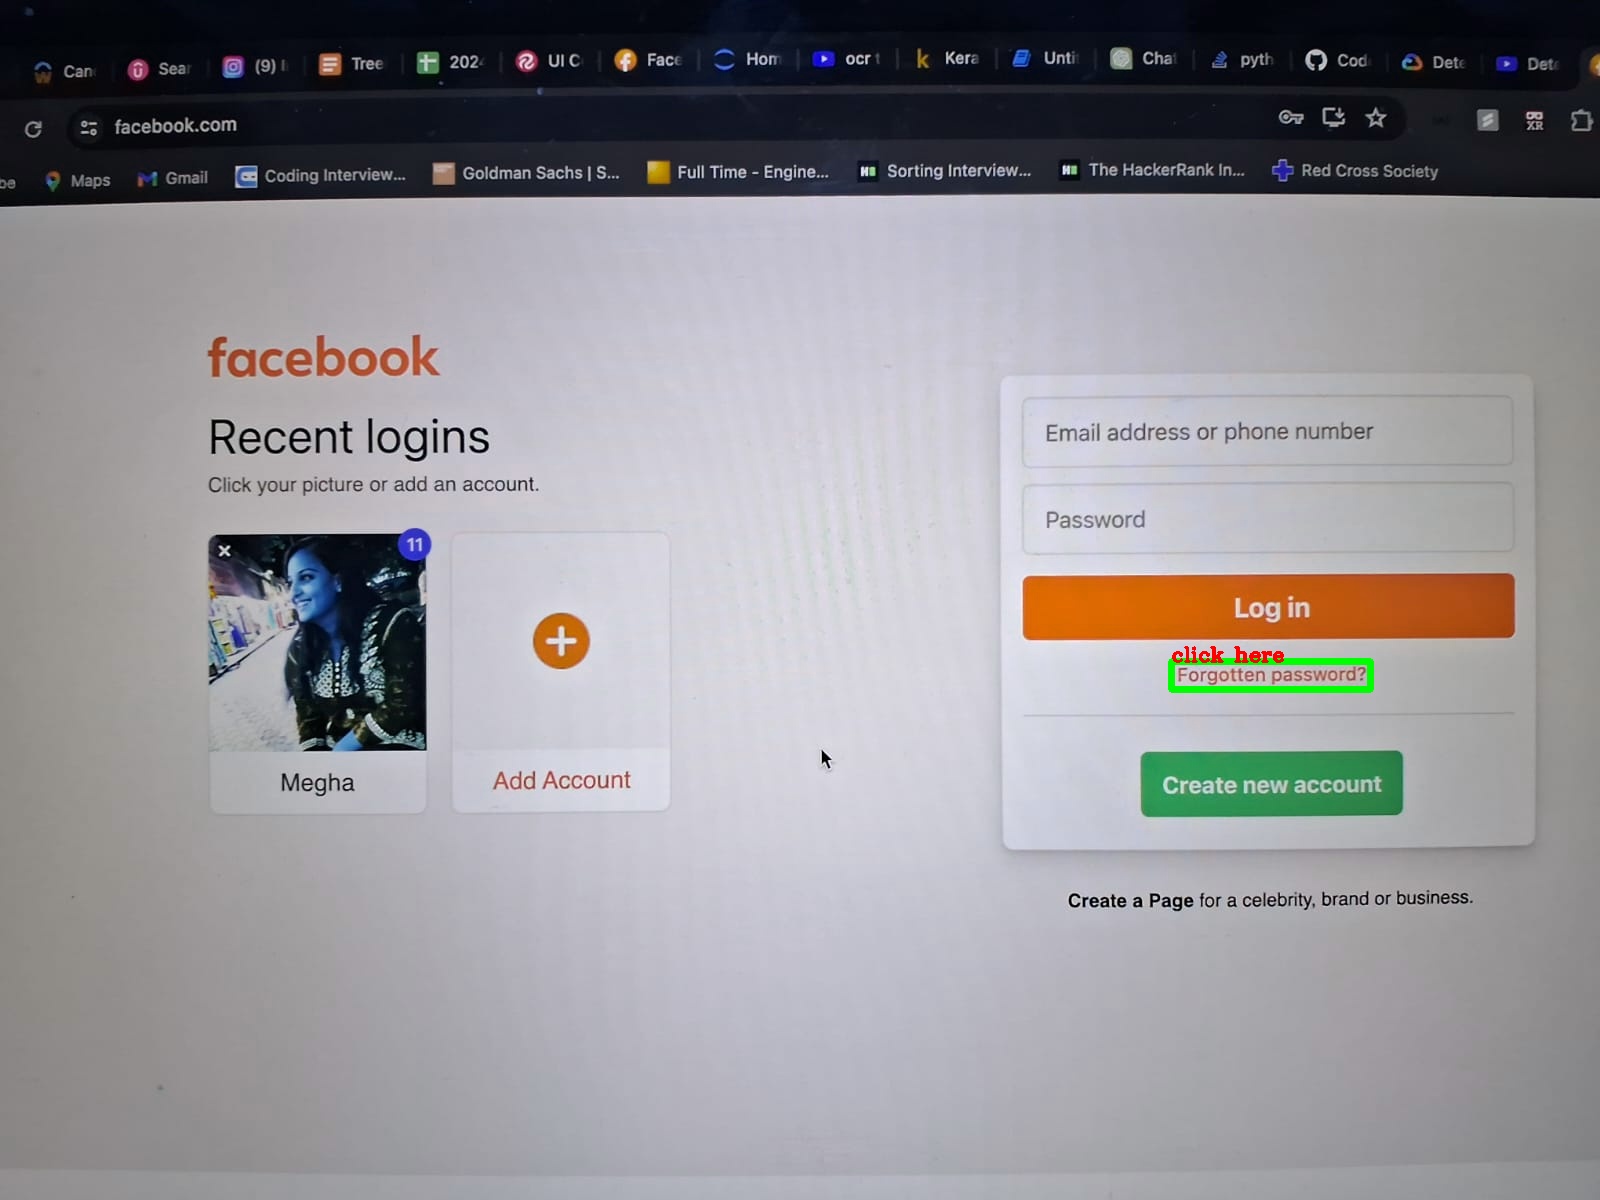 Can
Sear
(9) I
Tree
202
UI C
Face
Hom
ocr t
Kera
Unti
Chat
pyth
Cod
Dete
Dete
facebook.com
be
Maps
Gmail
Coding Interview...
Goldman Sachs | S...
Full Time - Engine...
Sorting Interview...
The HackerRank In...
Red Cross Society
XR
facebook
Recent logins
Click your picture or add an account.
11
Megha
Add Account
Email address or phone number
Password
Log in
click here
Forgotten password?
Create new account
Create a Page for a celebrity, brand or business.